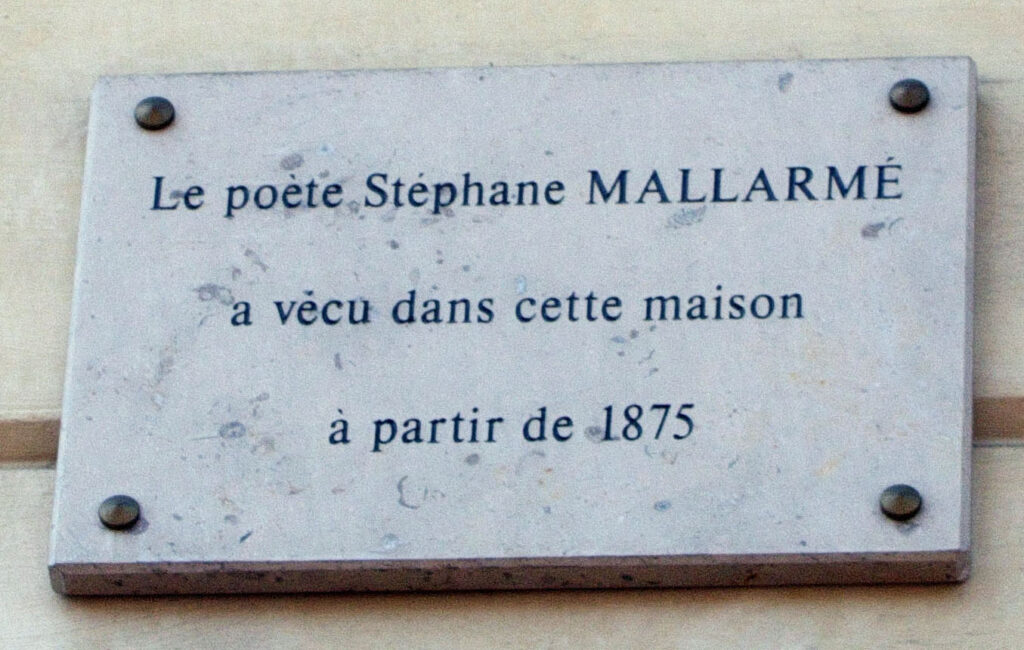 Le poète Stéphane MALLARMÉ
a vécu dans cette maison
à partir de 1875